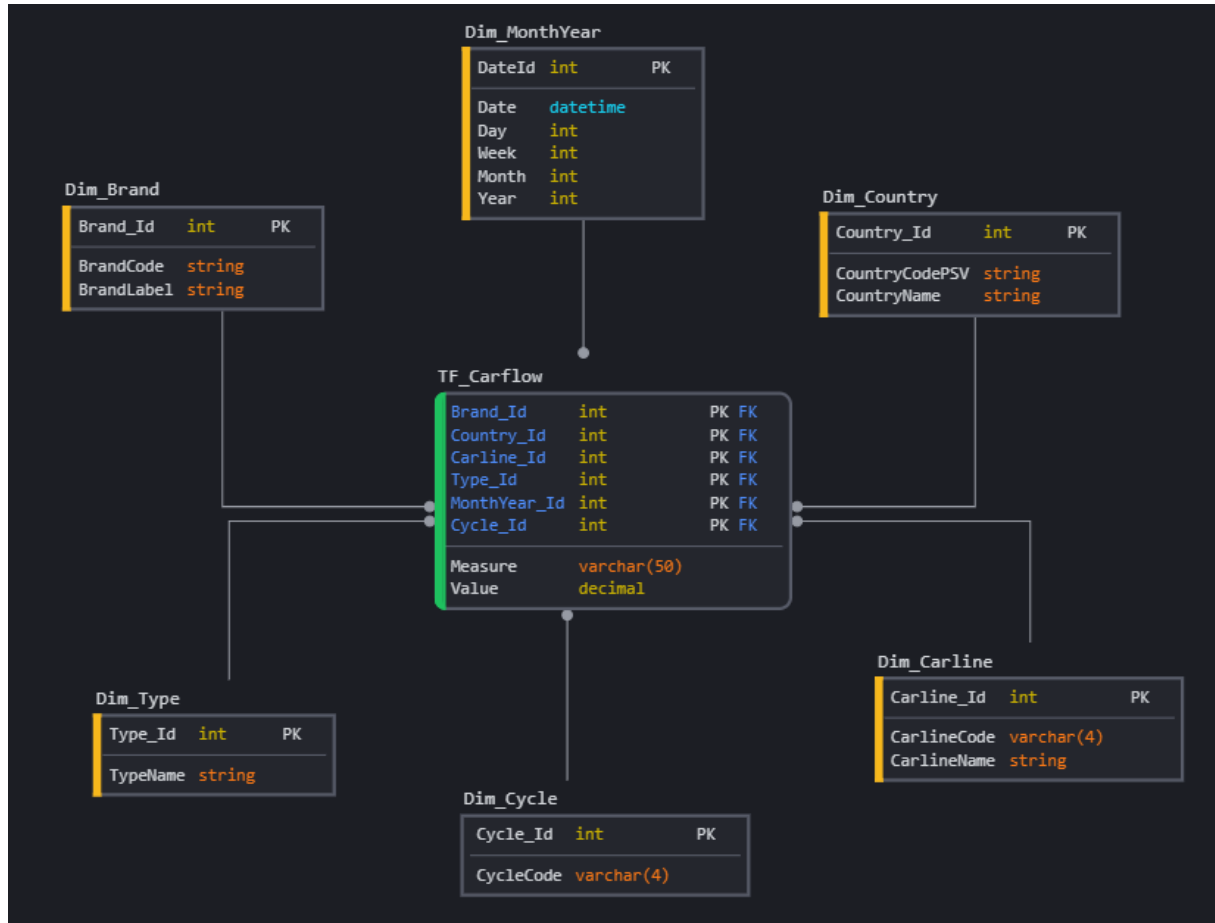 Dim_MonthYear
DateId int PK
Date datetime
Day int
Week int
Month int
Year int
Dim_Brand
Brand_Id int PK
BrandCode string
BrandLabel string
Dim_Country
Country_Id int PK
CountryCodePSV string
CountryName string
TF_Carflow
Brand_Id int PK FK
Country_Id int PK FK
Carline_Id int PK FK
Type_Id int PK FK
MonthYear_Id int PK FK
Cycle_Id int PK FK
Measure varchar(50)
Value decimal
Dim_Type
Type_Id int PK
TypeName string
Dim_Cycle
Cycle_Id int PK
CycleCode varchar(4)
Dim_Carline
Carline_Id int PK
CarlineCode varchar(4)
CarlineName string